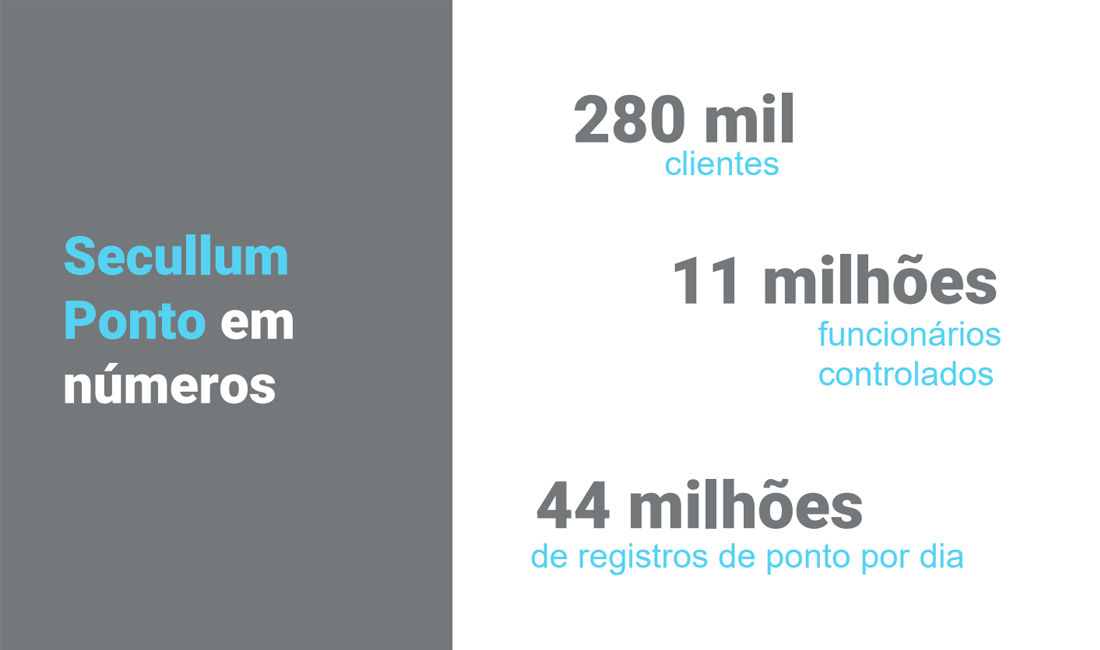 Secullum
Ponto em
números
280 mil
clientes
11 milhões
funcionários
controlados
44 milhões
de registros de ponto por dia